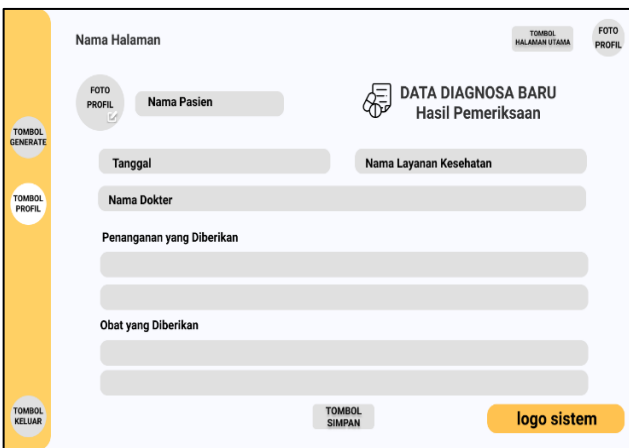 Nama Halaman
TOMBOL
HALAMAN UTAMA
FOTO
PROFIL
FOTO
PROFIL
Nama Pasien
DATA DIAGNOSA BARU
Hasil Pemeriksaan
TOMBOL
GENERATE
Tanggal
Nama Layanan Kesehatan
TOMBOL
PROFIL
Nama Dokter
Penanganan yang Diberikan
Obat yang Diberikan
TOMBOL
KELUAR
TOMBOL
SIMPAN
logo sistem